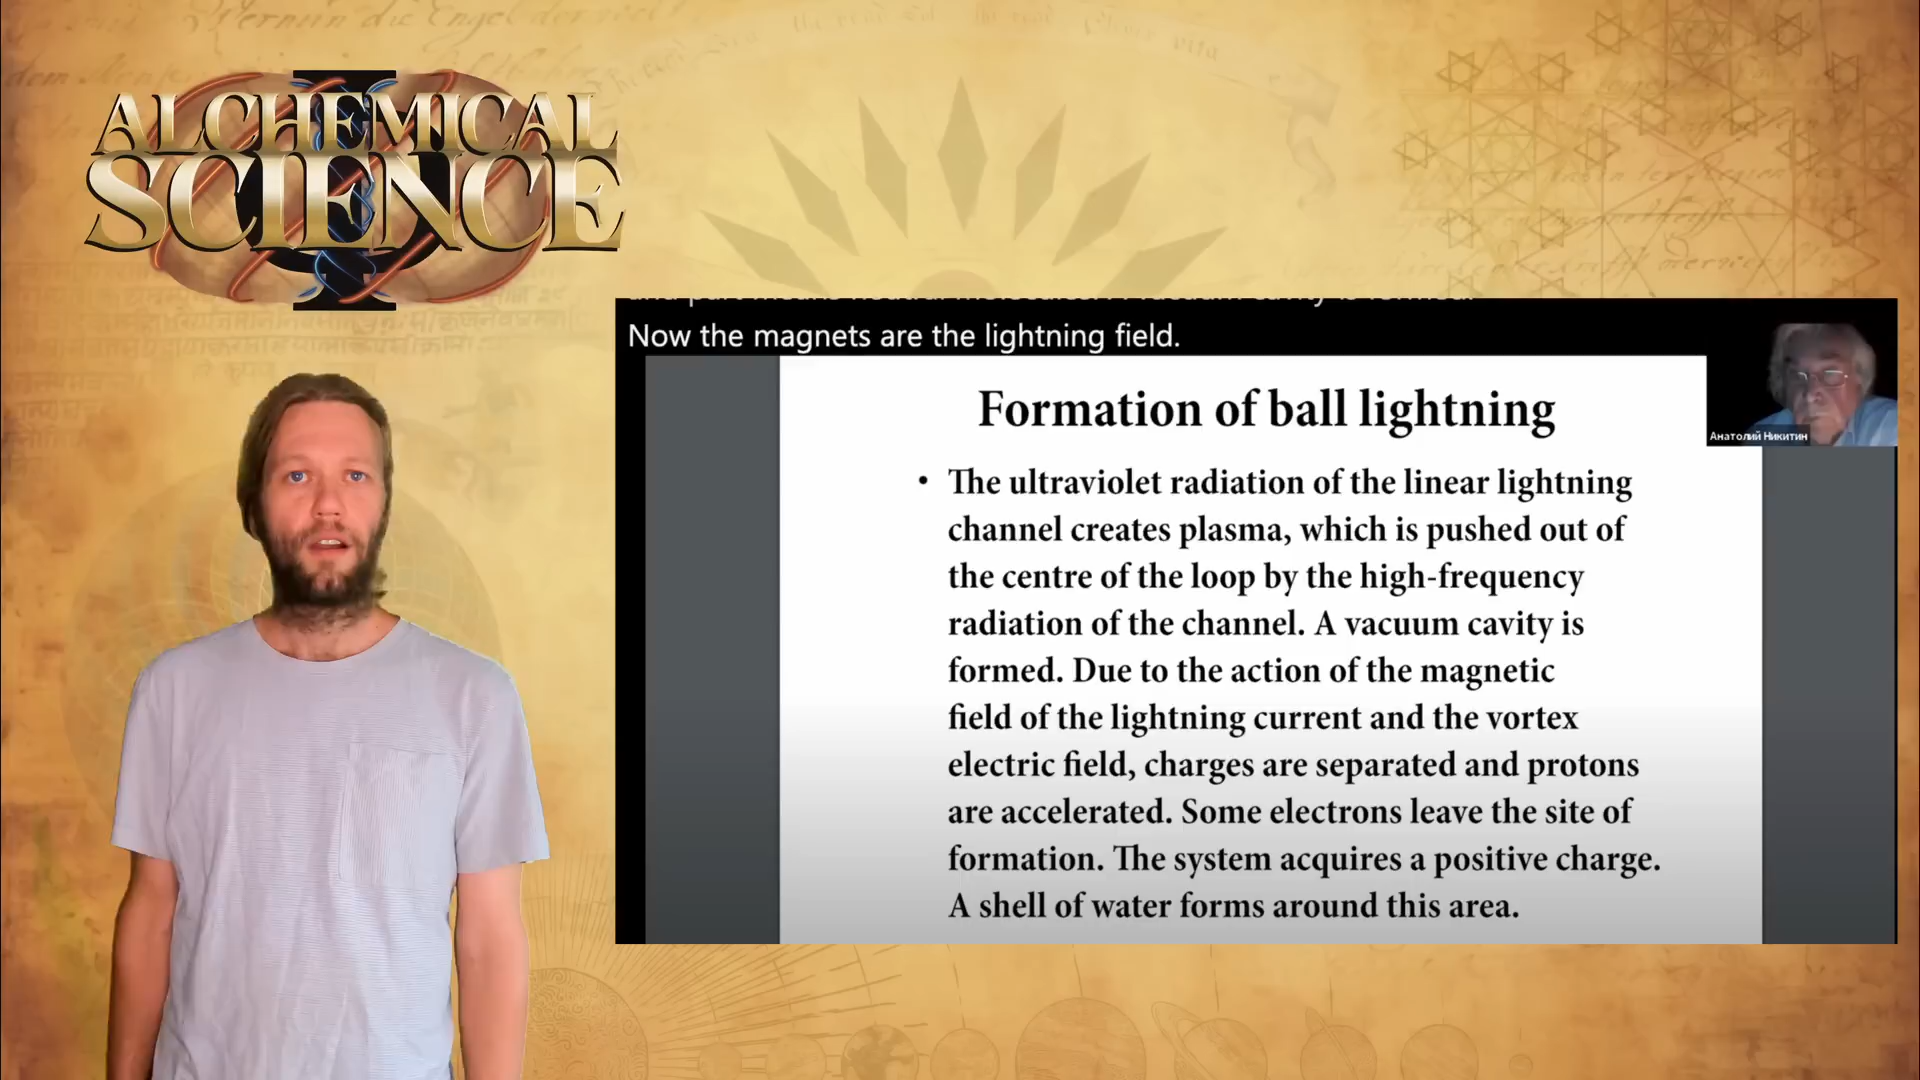 ALCHEMICAL
SCIENCE
Now the magnets are the lightning field.
Анатолий Никитин
Formation of ball lightning
• The ultraviolet radiation of the linear lightning
channel creates plasma, which is pushed out of
the centre of the loop by the high-frequency
radiation of the channel. A vacuum cavity is
formed. Due to the action of the magnetic
field of the lightning current and the vortex
electric field, charges are separated and protons
are accelerated. Some electrons leave the site of
formation. The system acquires a positive charge.
A shell of water forms around this area.